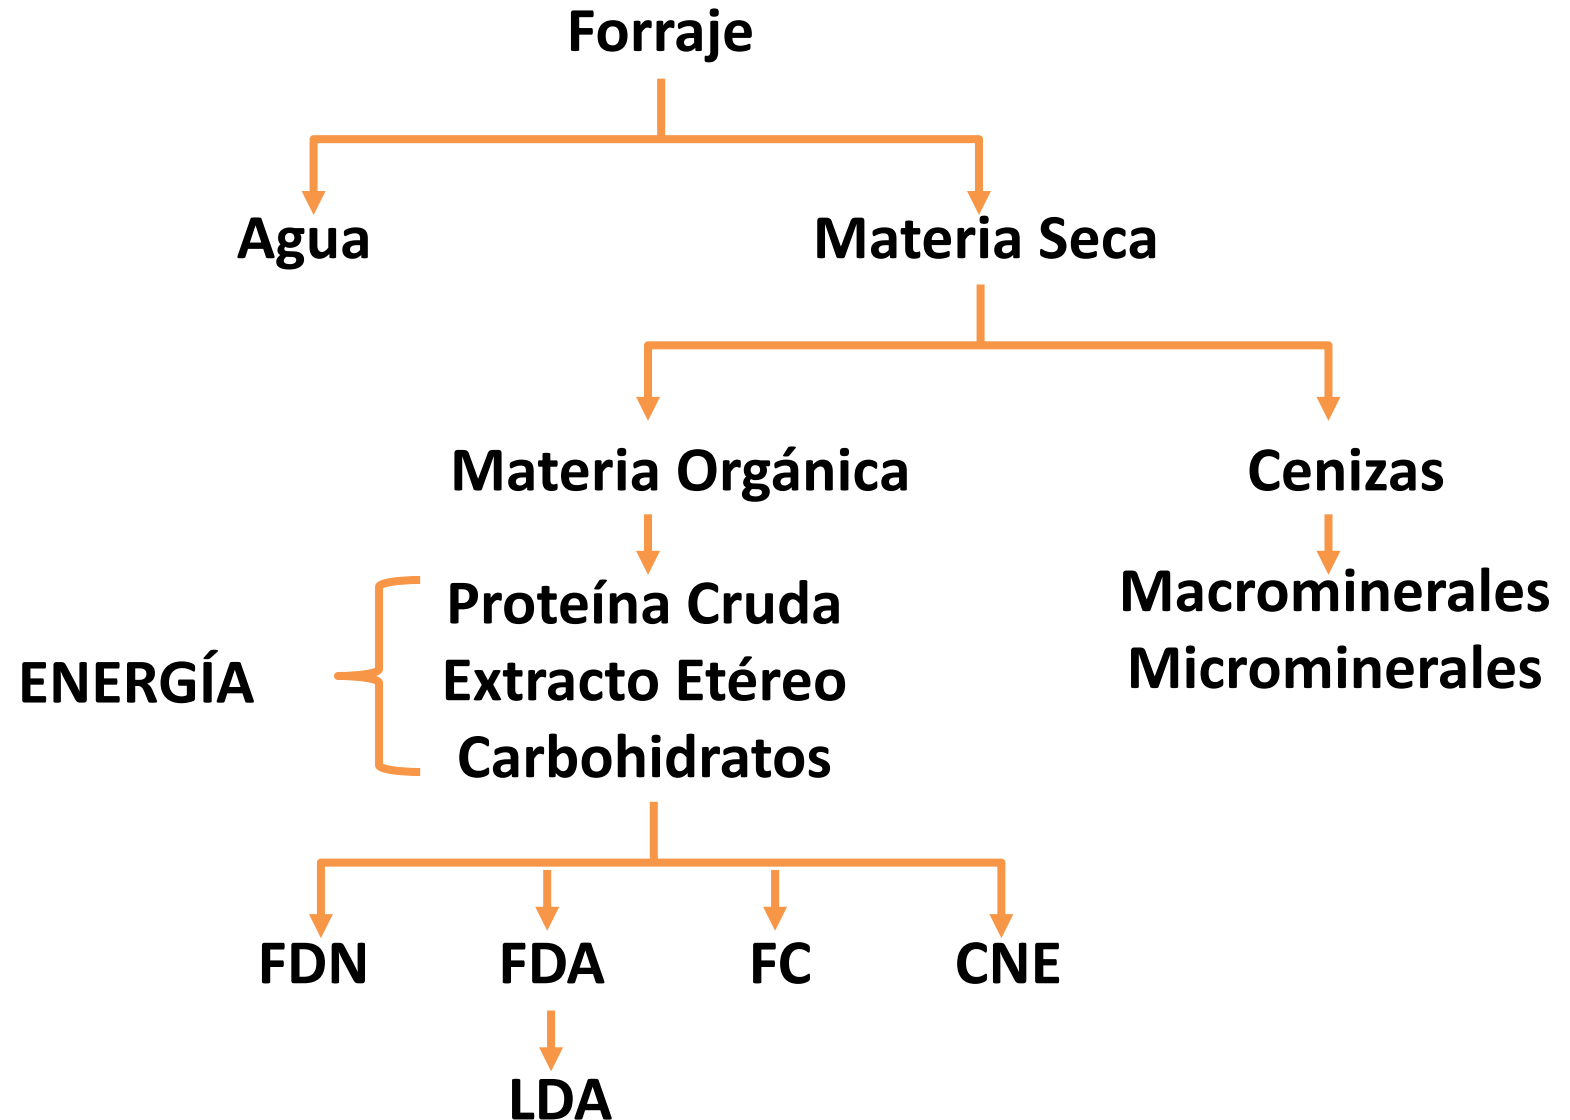 Forraje
Agua
Materia Seca
Materia Orgánica
Cenizas
Proteína Cruda
Extracto Etéreo
Carbohidratos
ENERGÍA
Macrominerales
Microminerales
FDN
FDA
FC
CNE
LDA